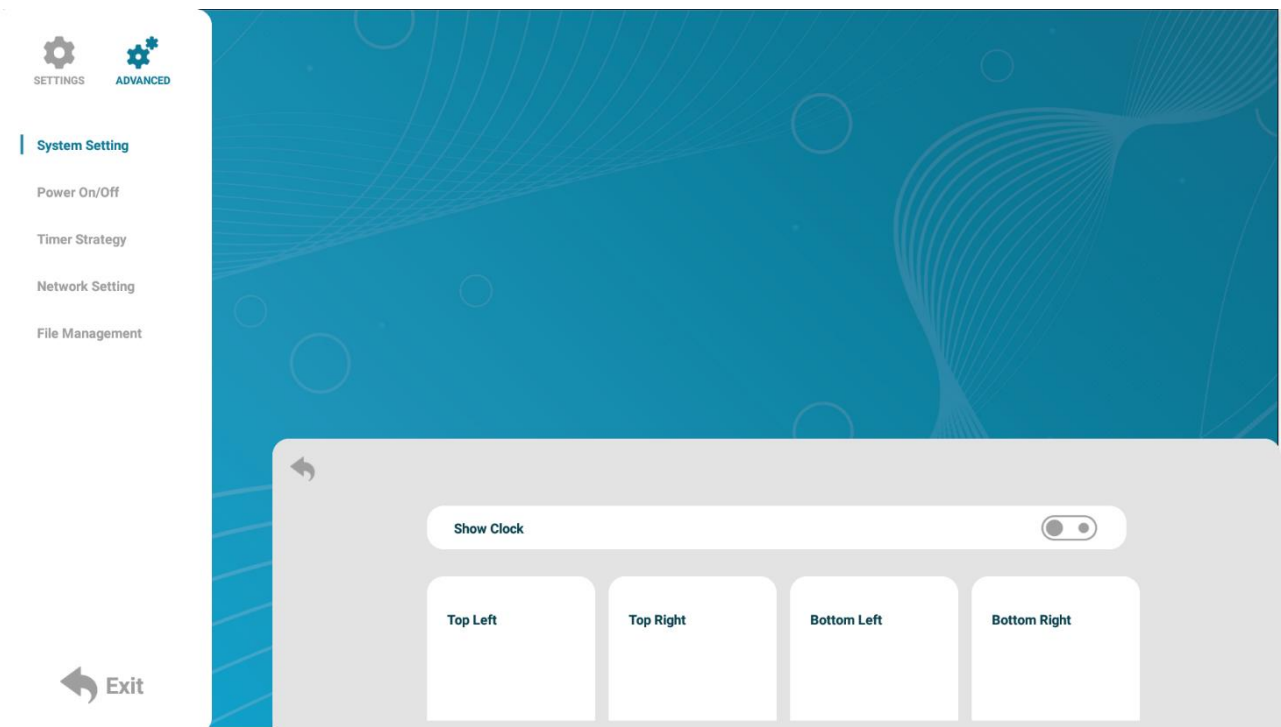 SETTINGS ADVANCED
System Setting
Power On/Off
Timer Strategy
Network Setting
File Management
Show Clock
Top Left Top Right Bottom Left Bottom Right
Exit